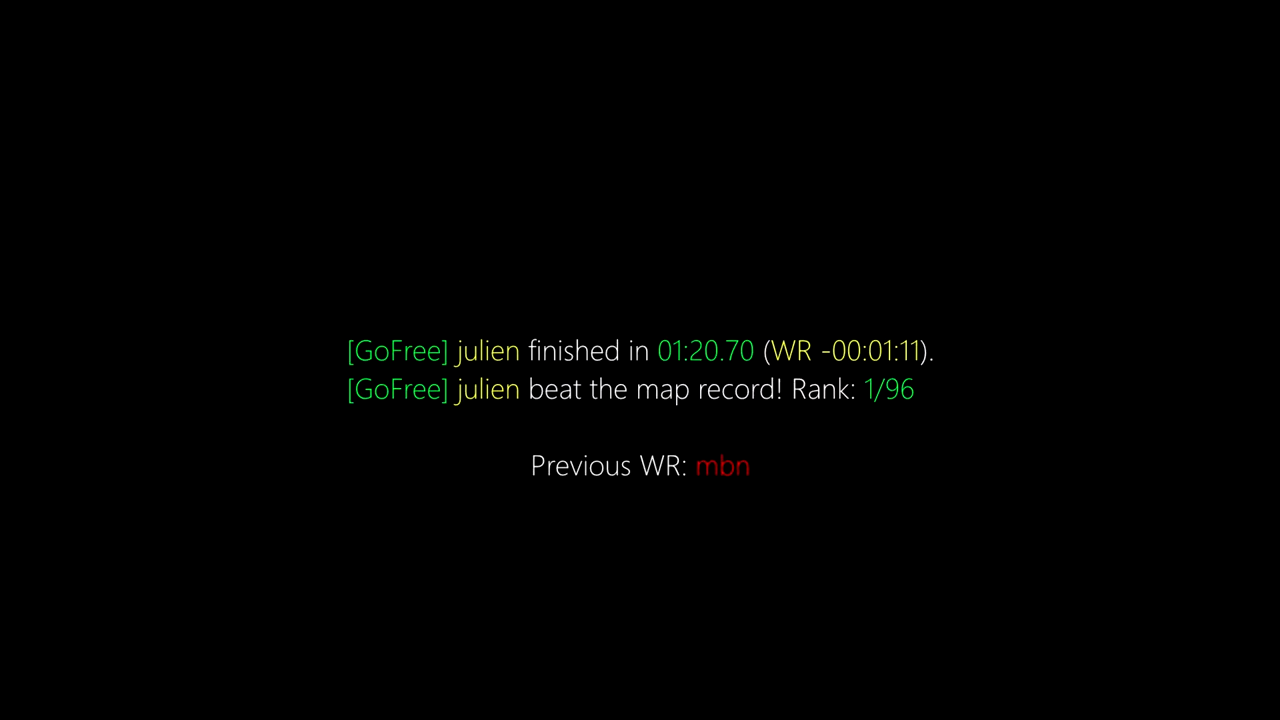 [GoFree] julien finished in 01:20.70 (WR -00:01:11).
[GoFree] julien beat the map record! Rank: 1/96
Previous WR: mbn